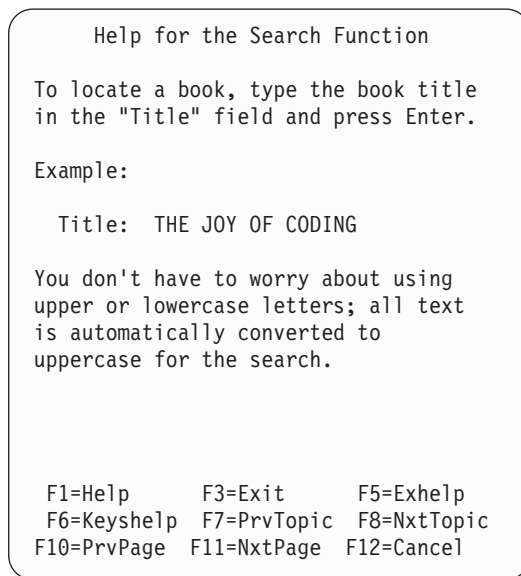 Help for the Search Function
To locate a book, type the book title
in the "Title" field and press Enter.
Example:
Title:  THE JOY OF CODING
You don't have to worry about using
upper or lowercase letters; all text
is automatically converted to
uppercase for the search.
F1=Help F3=Exit F5=Exhelp
F6=Keyshelp F7=PrvTopic F8=NxtTopic
F10=PrvPage F11=NxtPage F12=Cancel